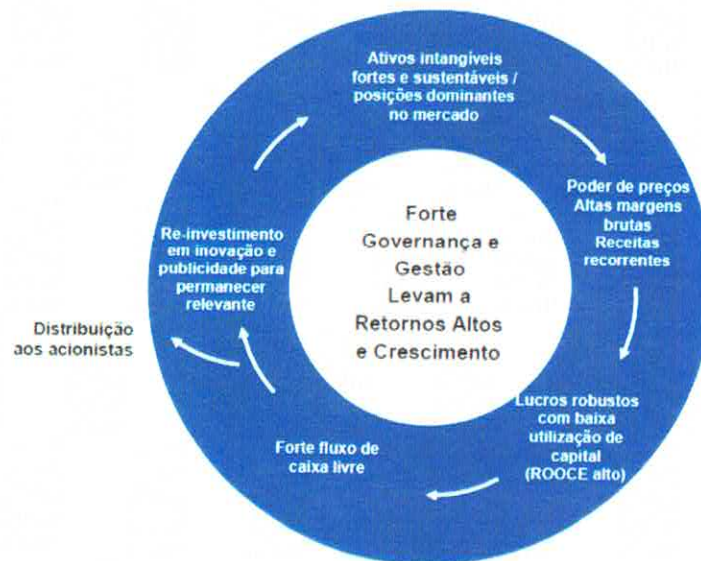 Ativos intangíveis
fortes e sustentáveis /
posições dominantes
no mercado
Poder de preços
Altas margens
brutas
Receitas
recorrentes
Lucros robustos
com baixa
utilização de
capital
(ROOCE alto)
Forte fluxo de
caixa livre
Distribuição
aos acionistas
Re-investimento
em inovação e
publicidade para
permanecer
relevante
Forte
Governança e
Gestão
Levam a
Retornos Altos
e Crescimento